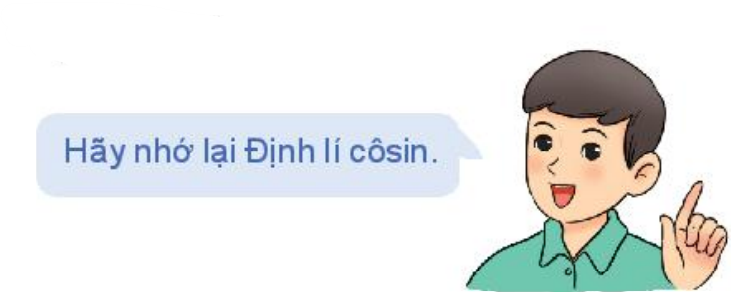 Hãy nhớ lại Định lí côsin.